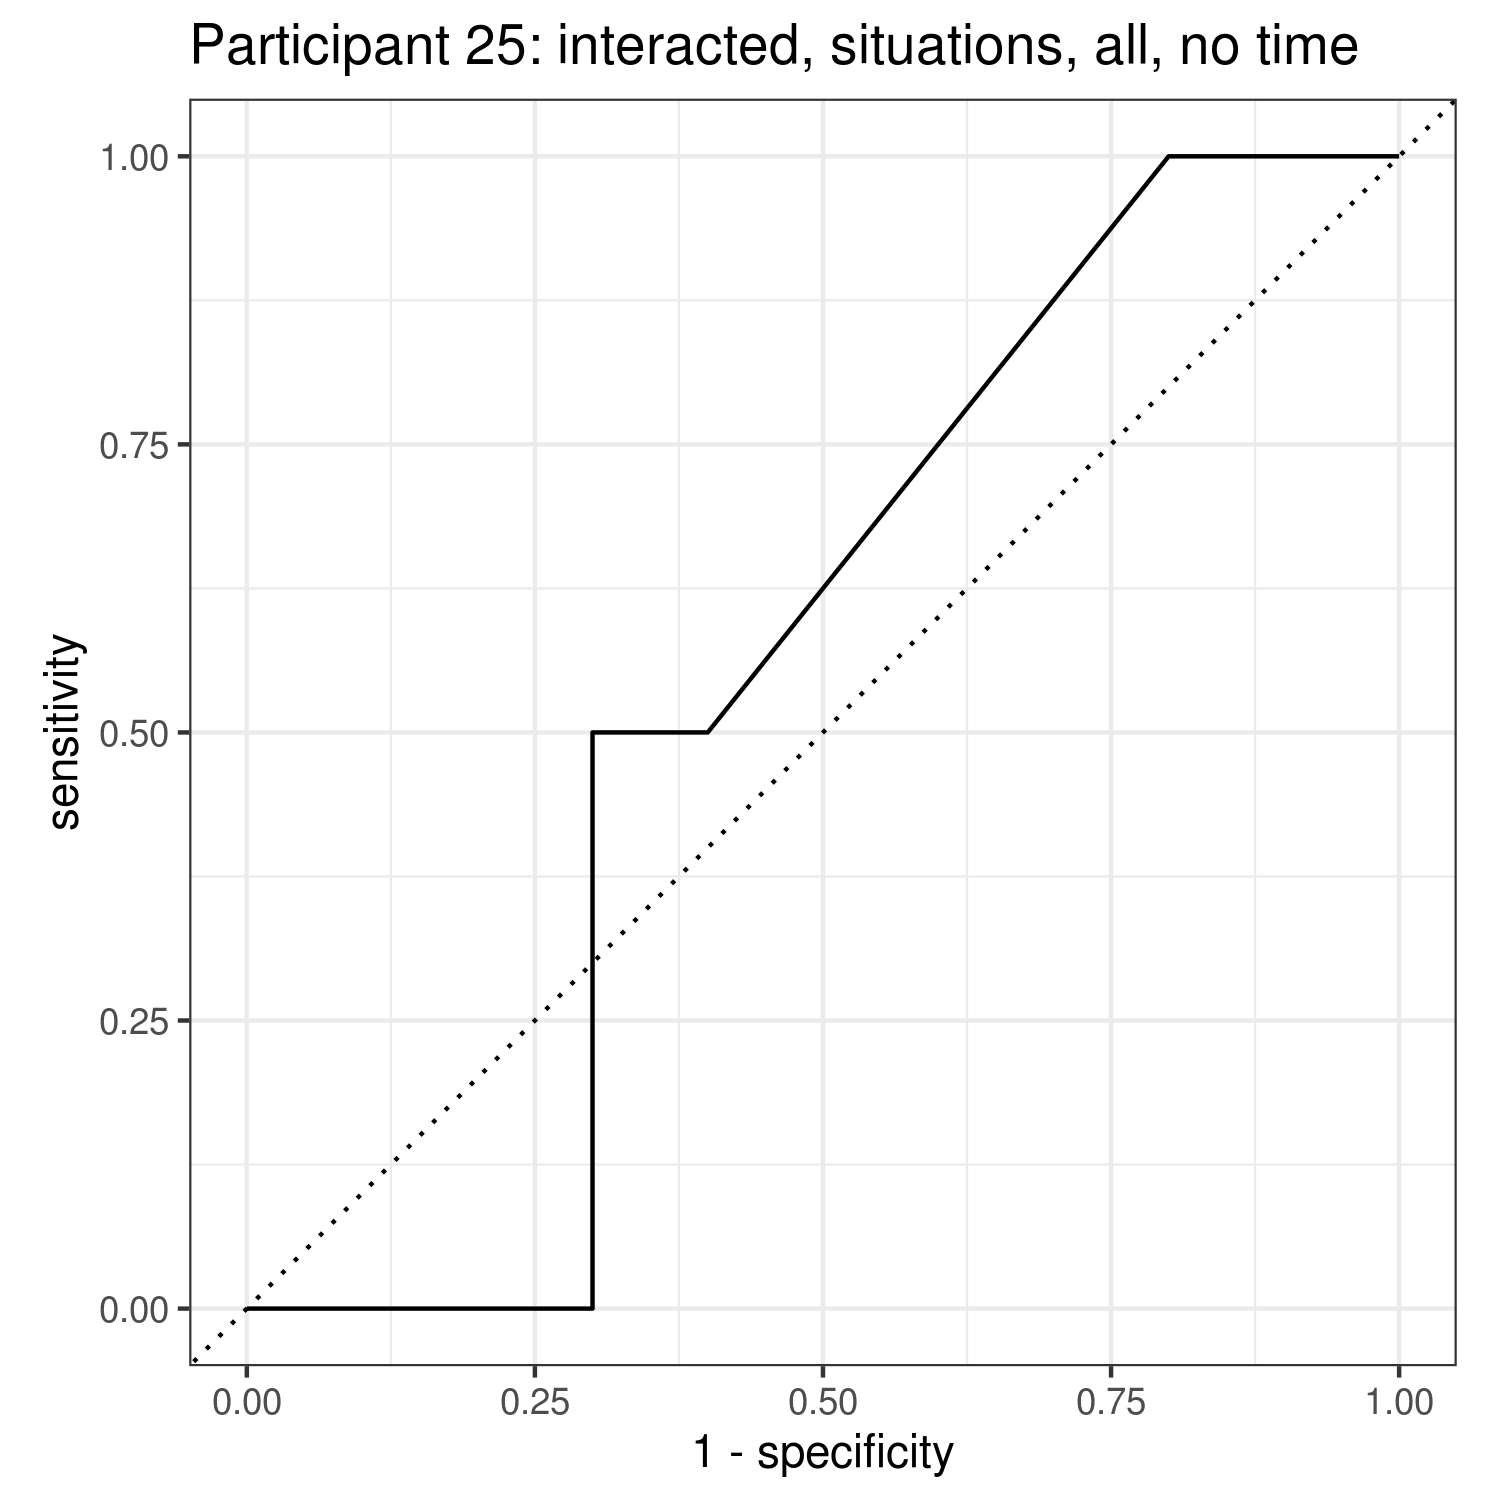 Participant 25: interacted, situations, all, no time
1.00
0.75
0.50
0.25
0.00
sensitivity
0.00 0.25 0.50 0.75 1.00
1 - specificity